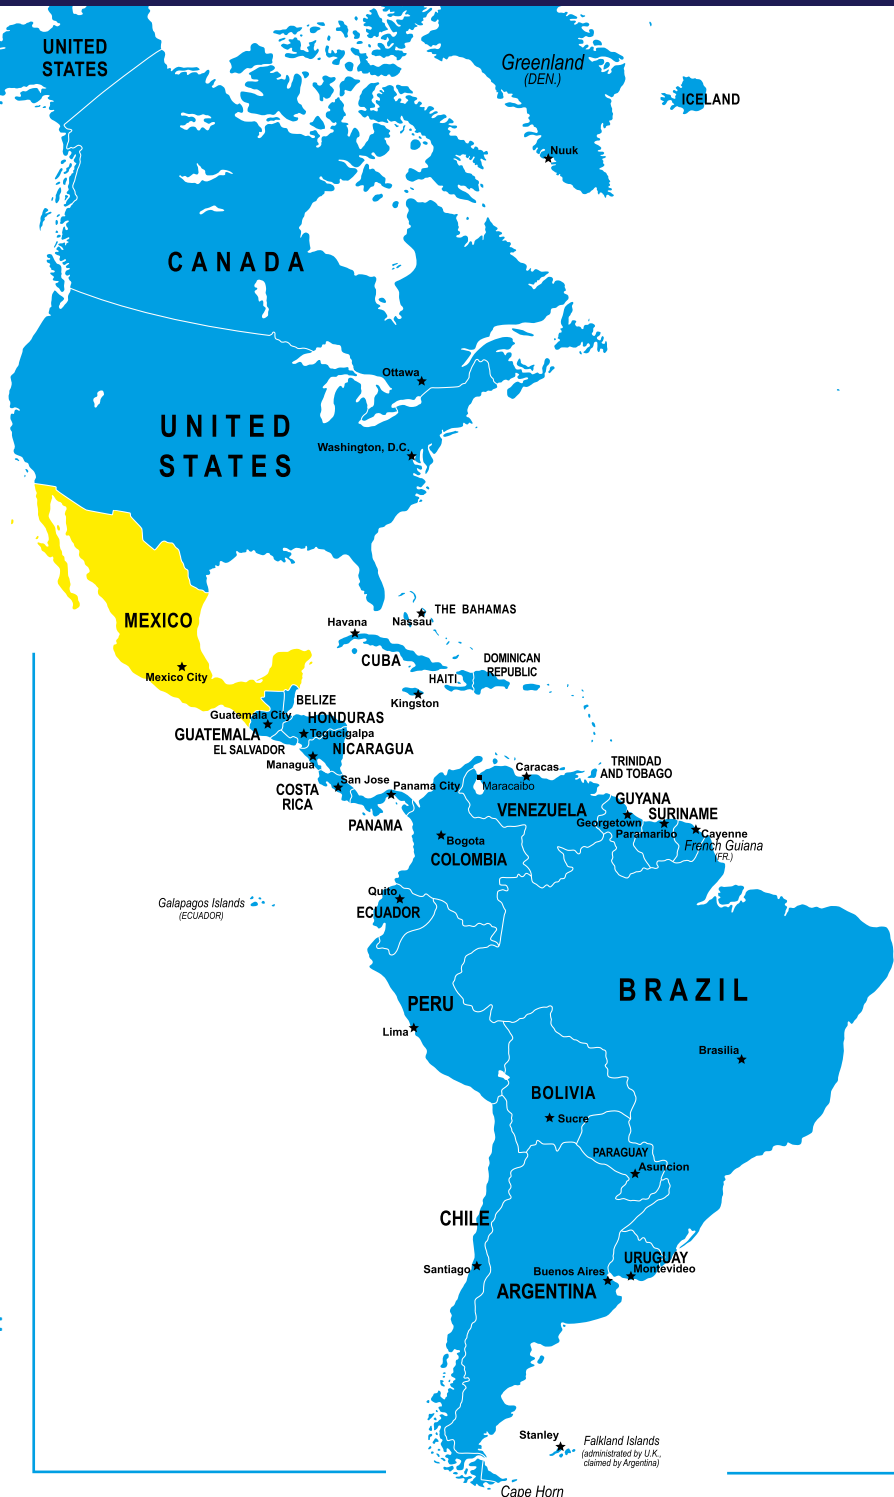 UNITED
STATES
Greenland
(DEN.)
ICELAND
Nuuk
CANADA
Ottawa
UNITED
STATES
Washington, D.C.
MEXICO
Mexico City
THE BAHAMAS
Nassau
Havana
CUBA
DOMINICAN
REPUBLIC
HAITI
Kingston
BELIZE
Guatemala City
HONDURAS
GUATEMALA
Tegucigalpa
EL SALVADOR
NICARAGUA
Managua
San Jose
COSTA
RICA
Panama City
PANAMA
Caracas
Maracaibo
TRINIDAD
AND TOBAGO
VENEZUELA
GUYANA
Georgetown
SURINAME
Paramaribo
Cayenne
French Guiana
(FR.)
Bogota
COLOMBIA
Quito
ECUADOR
Galapagos Islands
(ECUADOR)
BRAZIL
PERU
Lima
Brasilia
BOLIVIA
Sucre
PARAGUAY
Asuncion
CHILE
Santiago
URUGUAY
Montevideo
Buenos Aires
ARGENTINA
Stanley
Falkland Islands
(administrated by U.K.,
claimed by Argentina)
Cape Horn